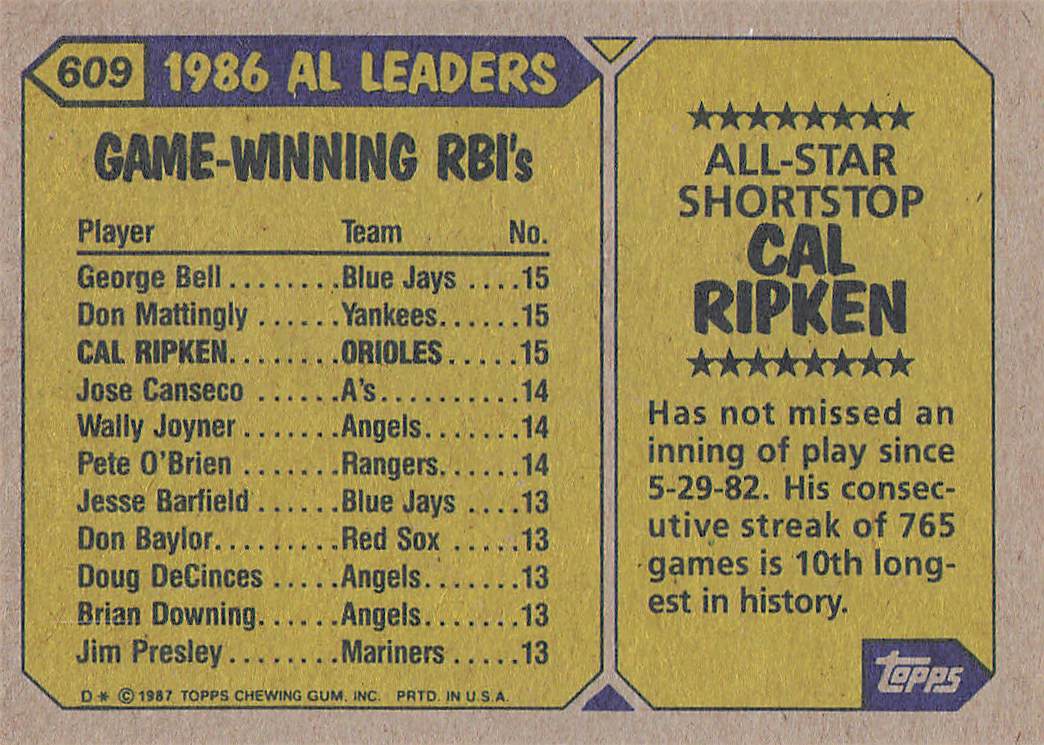 609 1986 AL LEADERS
GAME-WINNING RBI's
Player Team No.
George Bell........Blue Jays ....15
Don Mattingly ......Yankees......15
CAL RIPKEN........ORIOLES.....15
Jose Canseco ......A's..........14
Wally Joyner.......Angels.......14
Pete O'Brien .......Rangers......14
Jesse Barfield ......Blue Jays ....13
Don Baylor.........Red Sox .....13
Doug DeCinces .....Angels.......13
Brian Downing......Angels.......13
Jim Presley........Mariners .....13
D * © 1987 TOPPS CHEWING GUM, INC. PRTD. IN U.S.A.
ALL-STAR
SHORTSTOP
CAL
RIPKEN
Has not missed an
inning of play since
5-29-82. His consec-
utive streak of 765
games is 10th long-
est in history.
topps